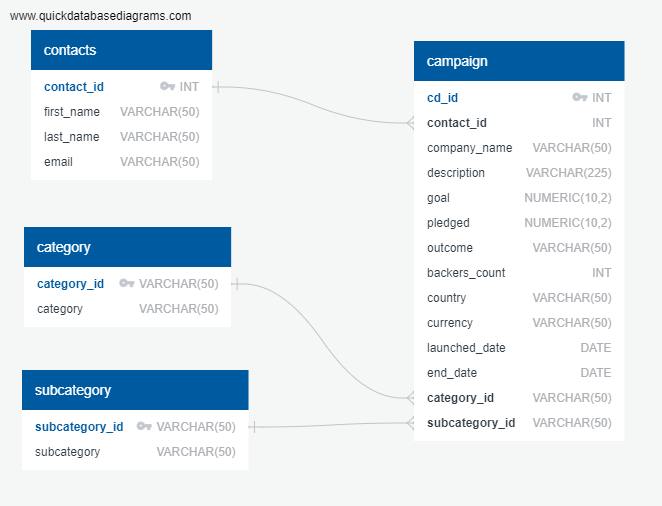 www.quickdatabasediagrams.com
contacts
contact_id INT
first_name VARCHAR(50)
last_name VARCHAR(50)
email VARCHAR(50)
campaign
cd_id INT
contact_id INT
company_name VARCHAR(50)
description VARCHAR(225)
goal NUMERIC(10,2)
pledged NUMERIC(10,2)
outcome VARCHAR(50)
backers_count INT
country VARCHAR(50)
currency VARCHAR(50)
launched_date DATE
end_date DATE
category_id VARCHAR(50)
subcategory_id VARCHAR(50)
category
category_id VARCHAR(50)
category VARCHAR(50)
subcategory
subcategory_id VARCHAR(50)
subcategory VARCHAR(50)